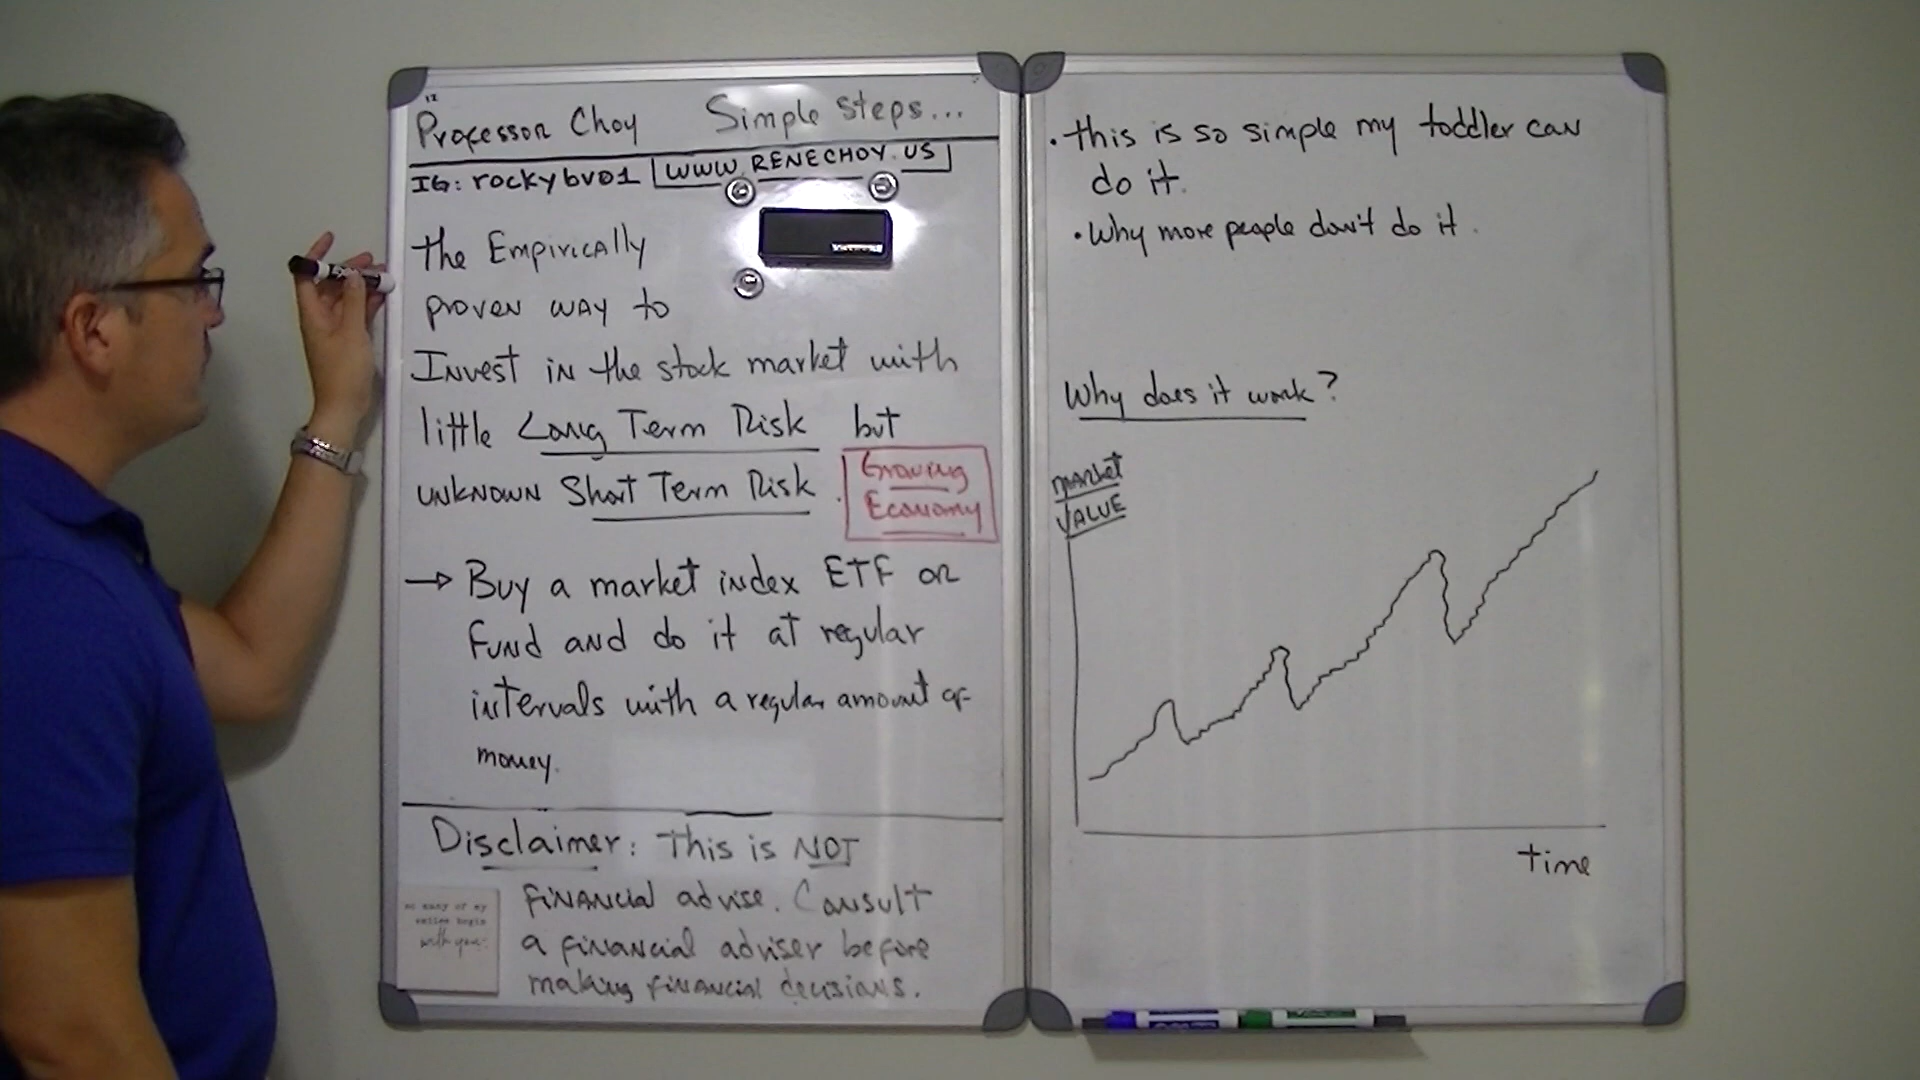 Professor Choy Simple Steps...
IG: rockybv01 WWW.RENECHOY.US
the Empirically
proven way to
Invest in the stock market with
little Long Term Risk but
unknown Short Term Risk.
Growing
Economy
→ Buy a market index ETF or
Fund and do it at regular
intervals with a regular amount of
money.
Disclaimer: This is NOT
financial advise. Consult
a financial adviser before
making financial decisions.
with you.
• this is so simple my toddler can
do it.
• Why more people don't do it.
Why does it work?
Market
Value
time